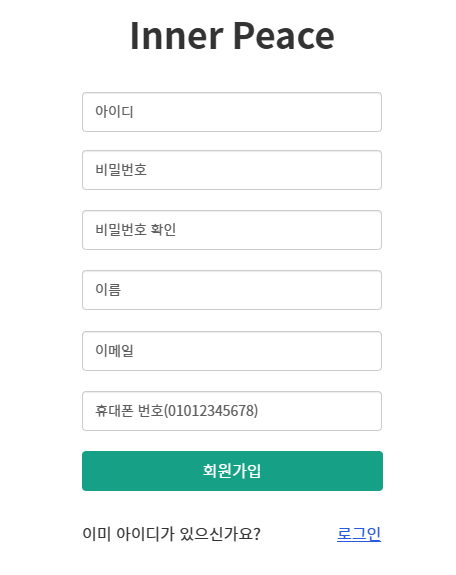 Inner Peace
아이디
비밀번호
비밀번호 확인
이름
이메일
휴대폰 번호(01012345678)
회원가입
이미 아이디가 있으신가요? 로그인